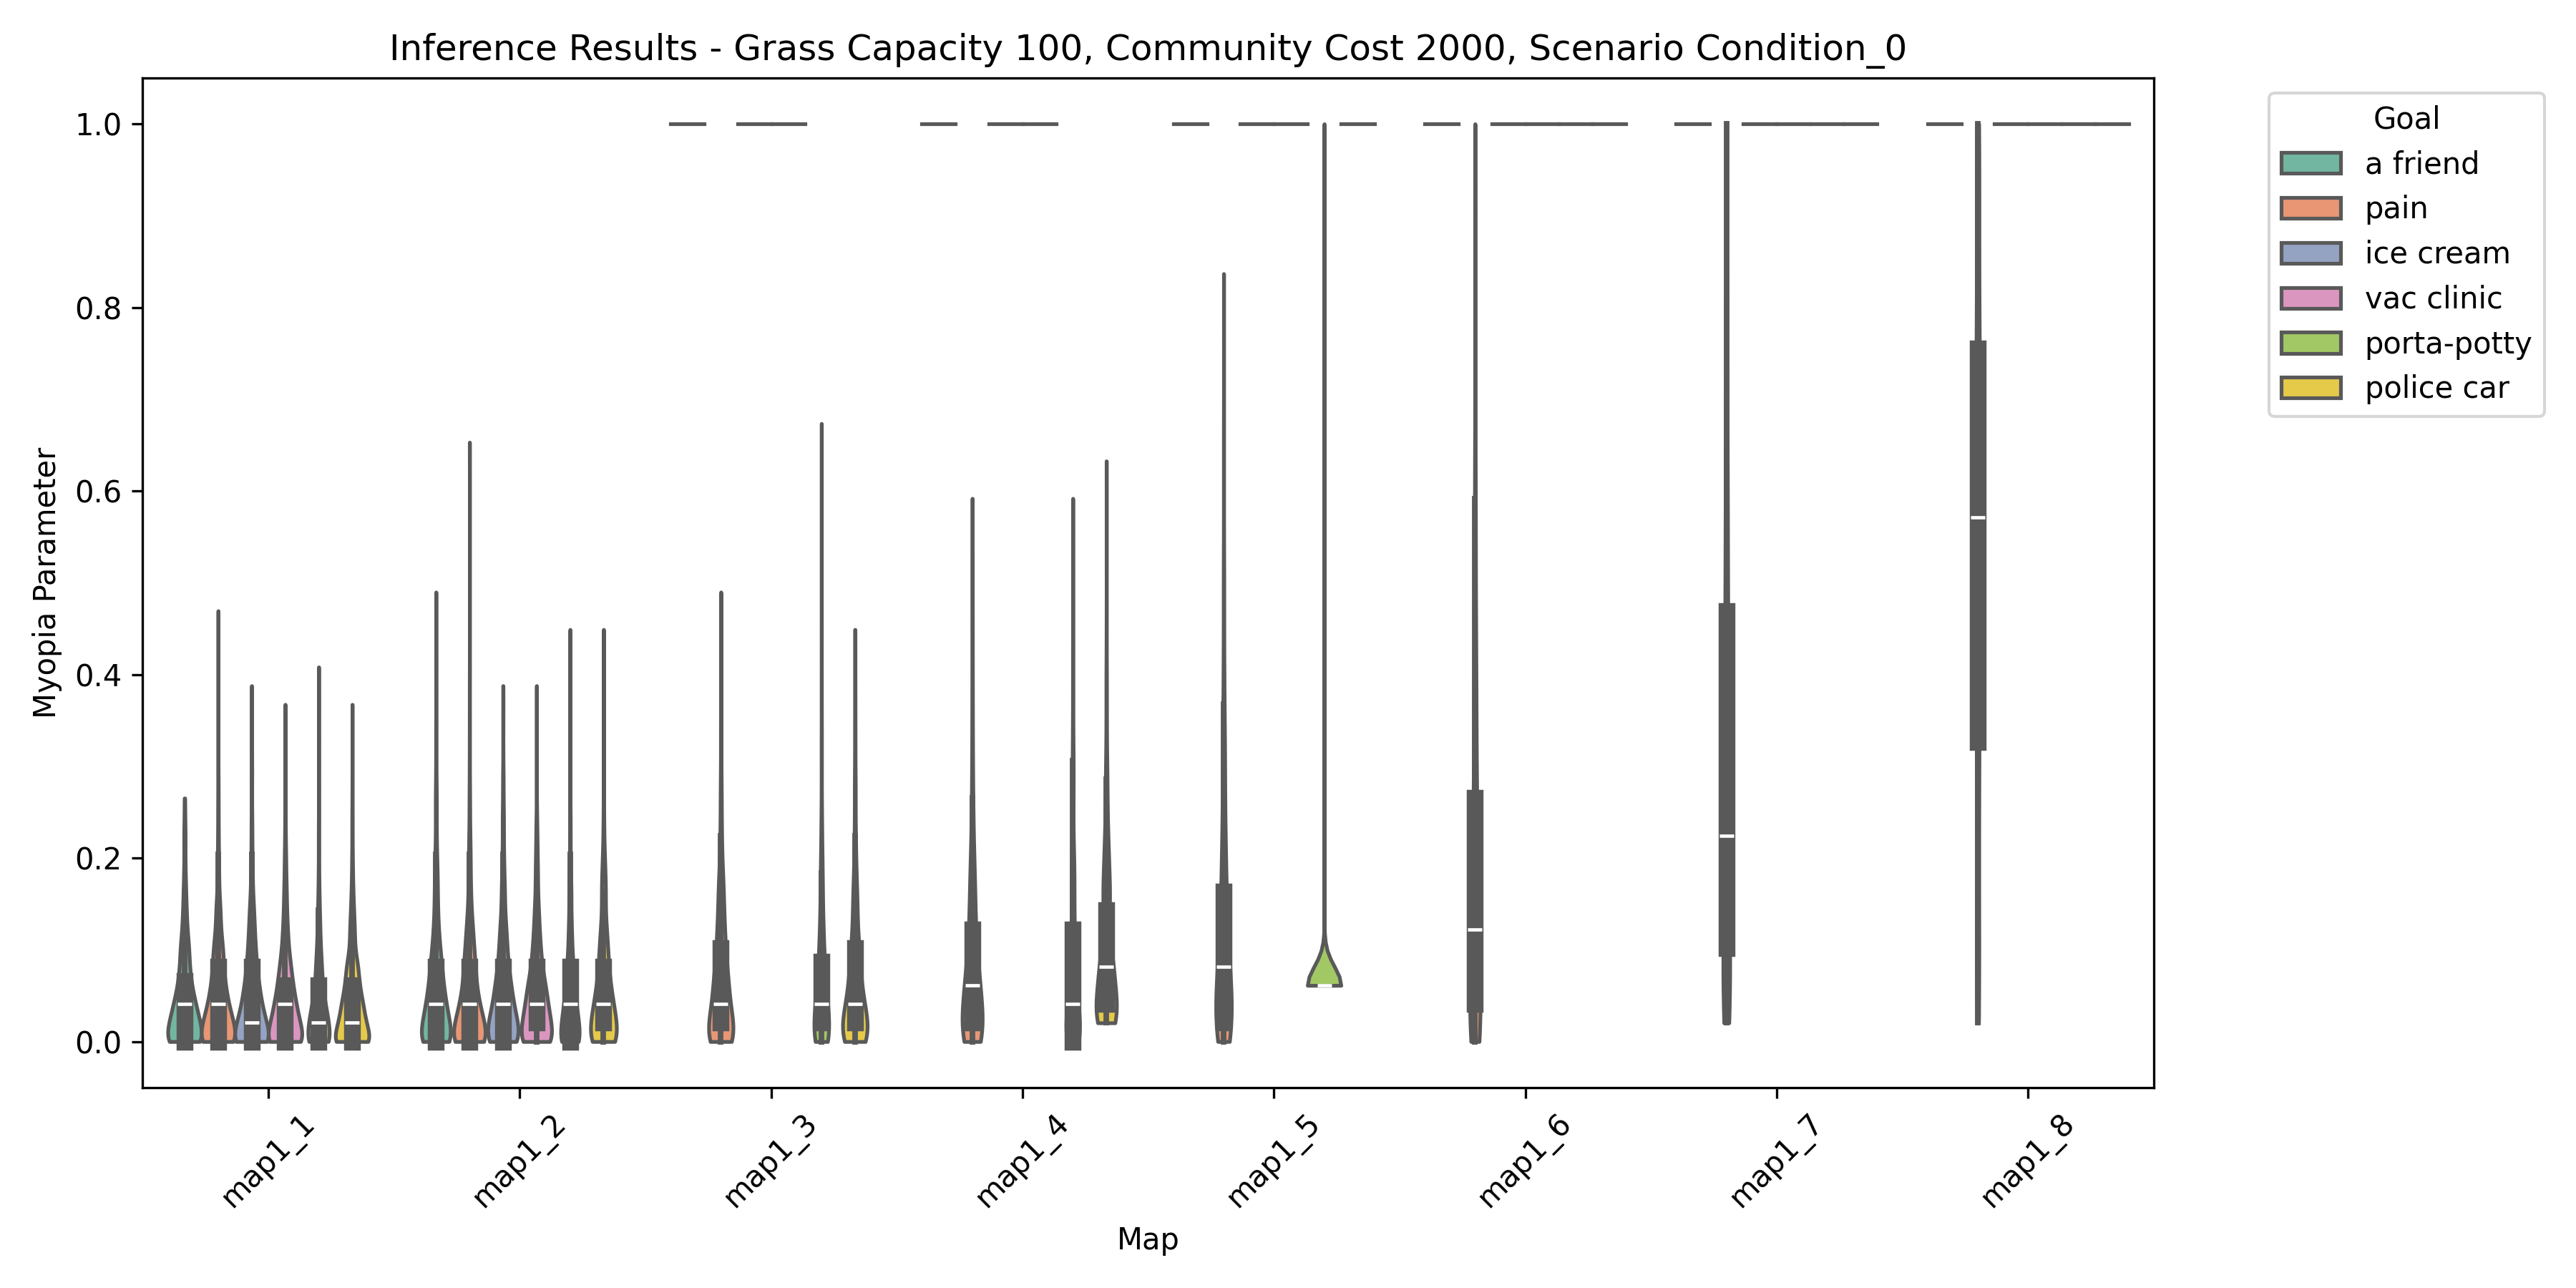 Inference Results - Grass Capacity 100, Community Cost 2000, Scenario Condition_0
Goal
a friend
pain
ice cream
vac clinic
porta-potty
police car
Myopia Parameter
1.0
0.8
0.6
0.4
0.2
0.0
map1_1
map1_2
map1_3
map1_4
map1_5
map1_6
map1_7
map1_8
Map